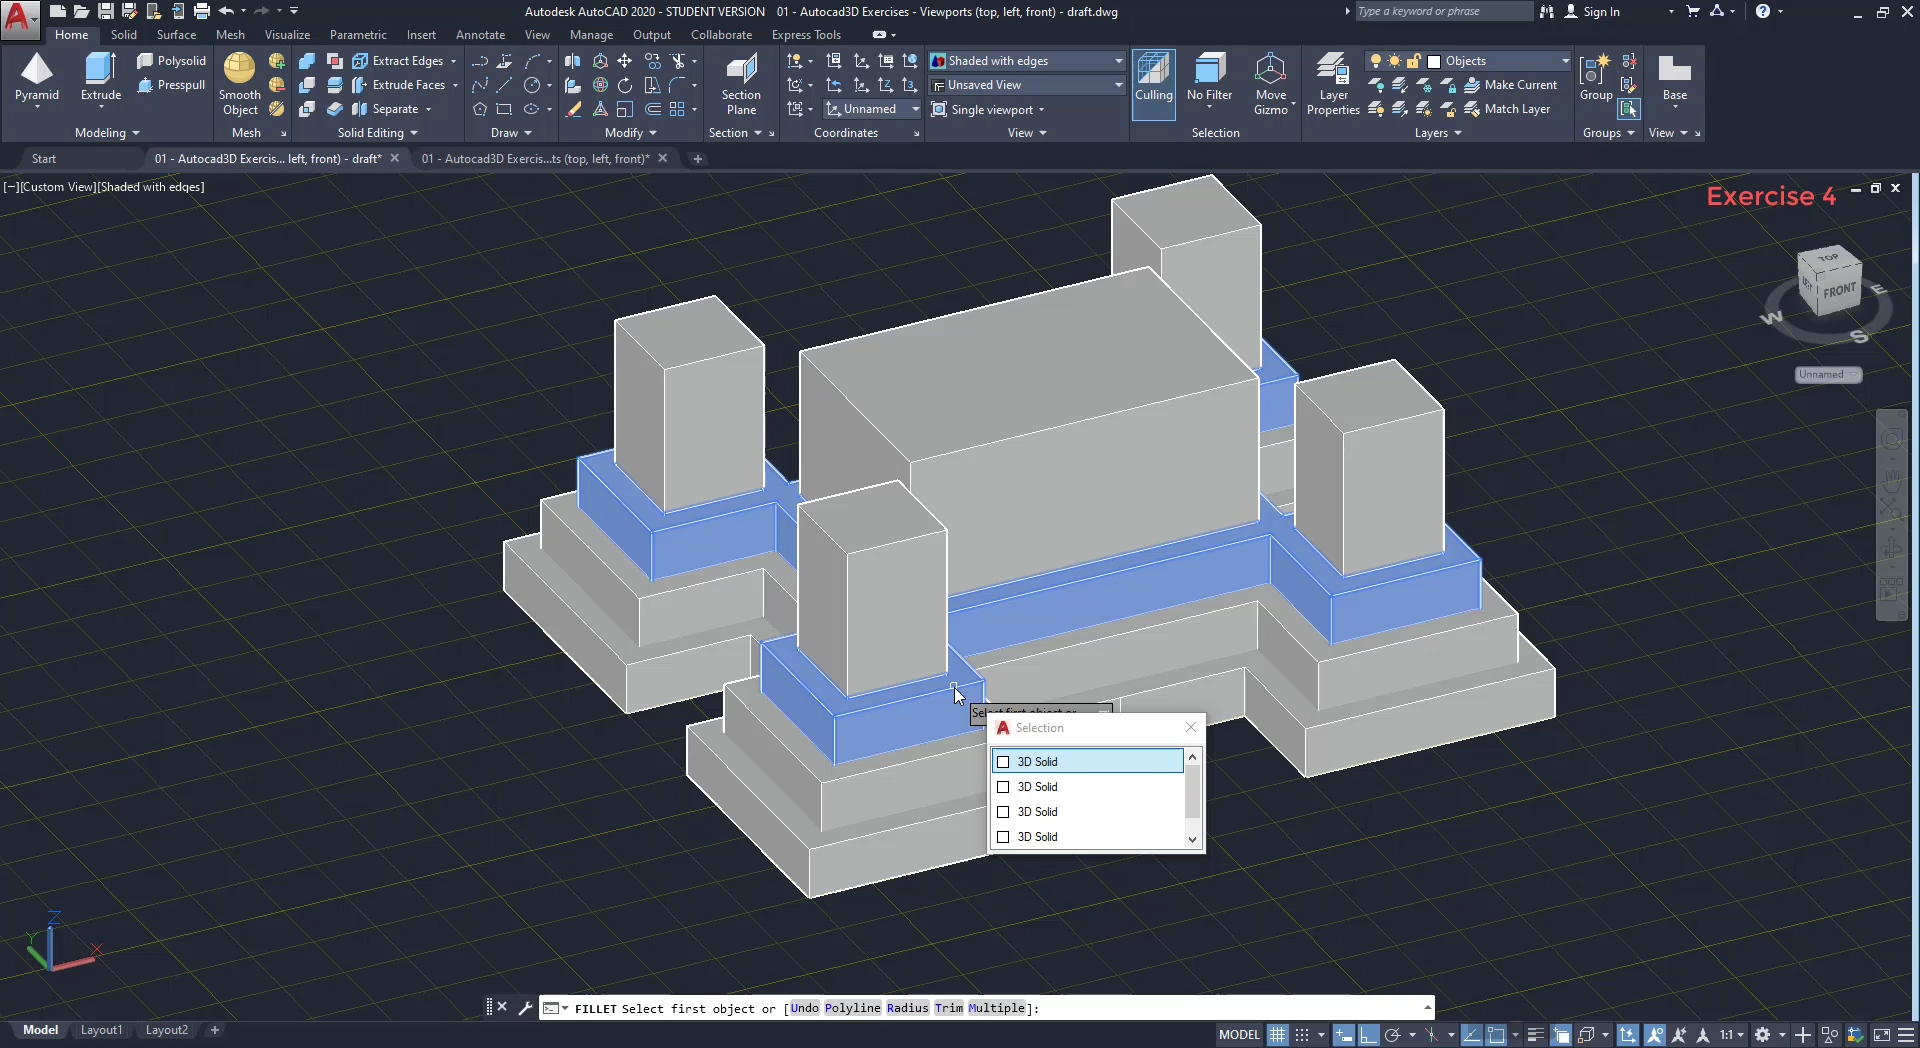 Autodesk AutoCAD 2020 - STUDENT VERSION 01 - Autocad3D Exercises - Viewports (top, left, front) - draft.dwg
Type a keyword or phrase
Sign In
Home Solid Surface Mesh Visualize Parametric Insert Annotate View Manage Output Collaborate Express Tools
Pyramid
Extrude
Polysolid
Presspull
Modeling
Smooth
Object
Mesh
Extract Edges
Extrude Faces
Separate
Solid Editing
Draw
Modify
Section
Plane
Section
Unnamed
Coordinates
Shaded with edges
Unsaved View
Single viewport
View
Culling
No Filter
Move
Gizmo
Selection
Layer
Properties
Objects
Make Current
Match Layer
Layers
Group
Groups
Base
View
Start
01 - Autocad3D Exercis... left, front) - draft*
01 - Autocad3D Exercis...ts (top, left, front)*
[−][Custom View][Shaded with edges]
Exercise 4
TOP
LEFT
FRONT
E
W
S
Unnamed
Select first object or
Selection
3D Solid
3D Solid
3D Solid
3D Solid
Z
Y
X
FILLET Select first object or [Undo Polyline Radius Trim Multiple]:
Model Layout1 Layout2
MODEL
1:1